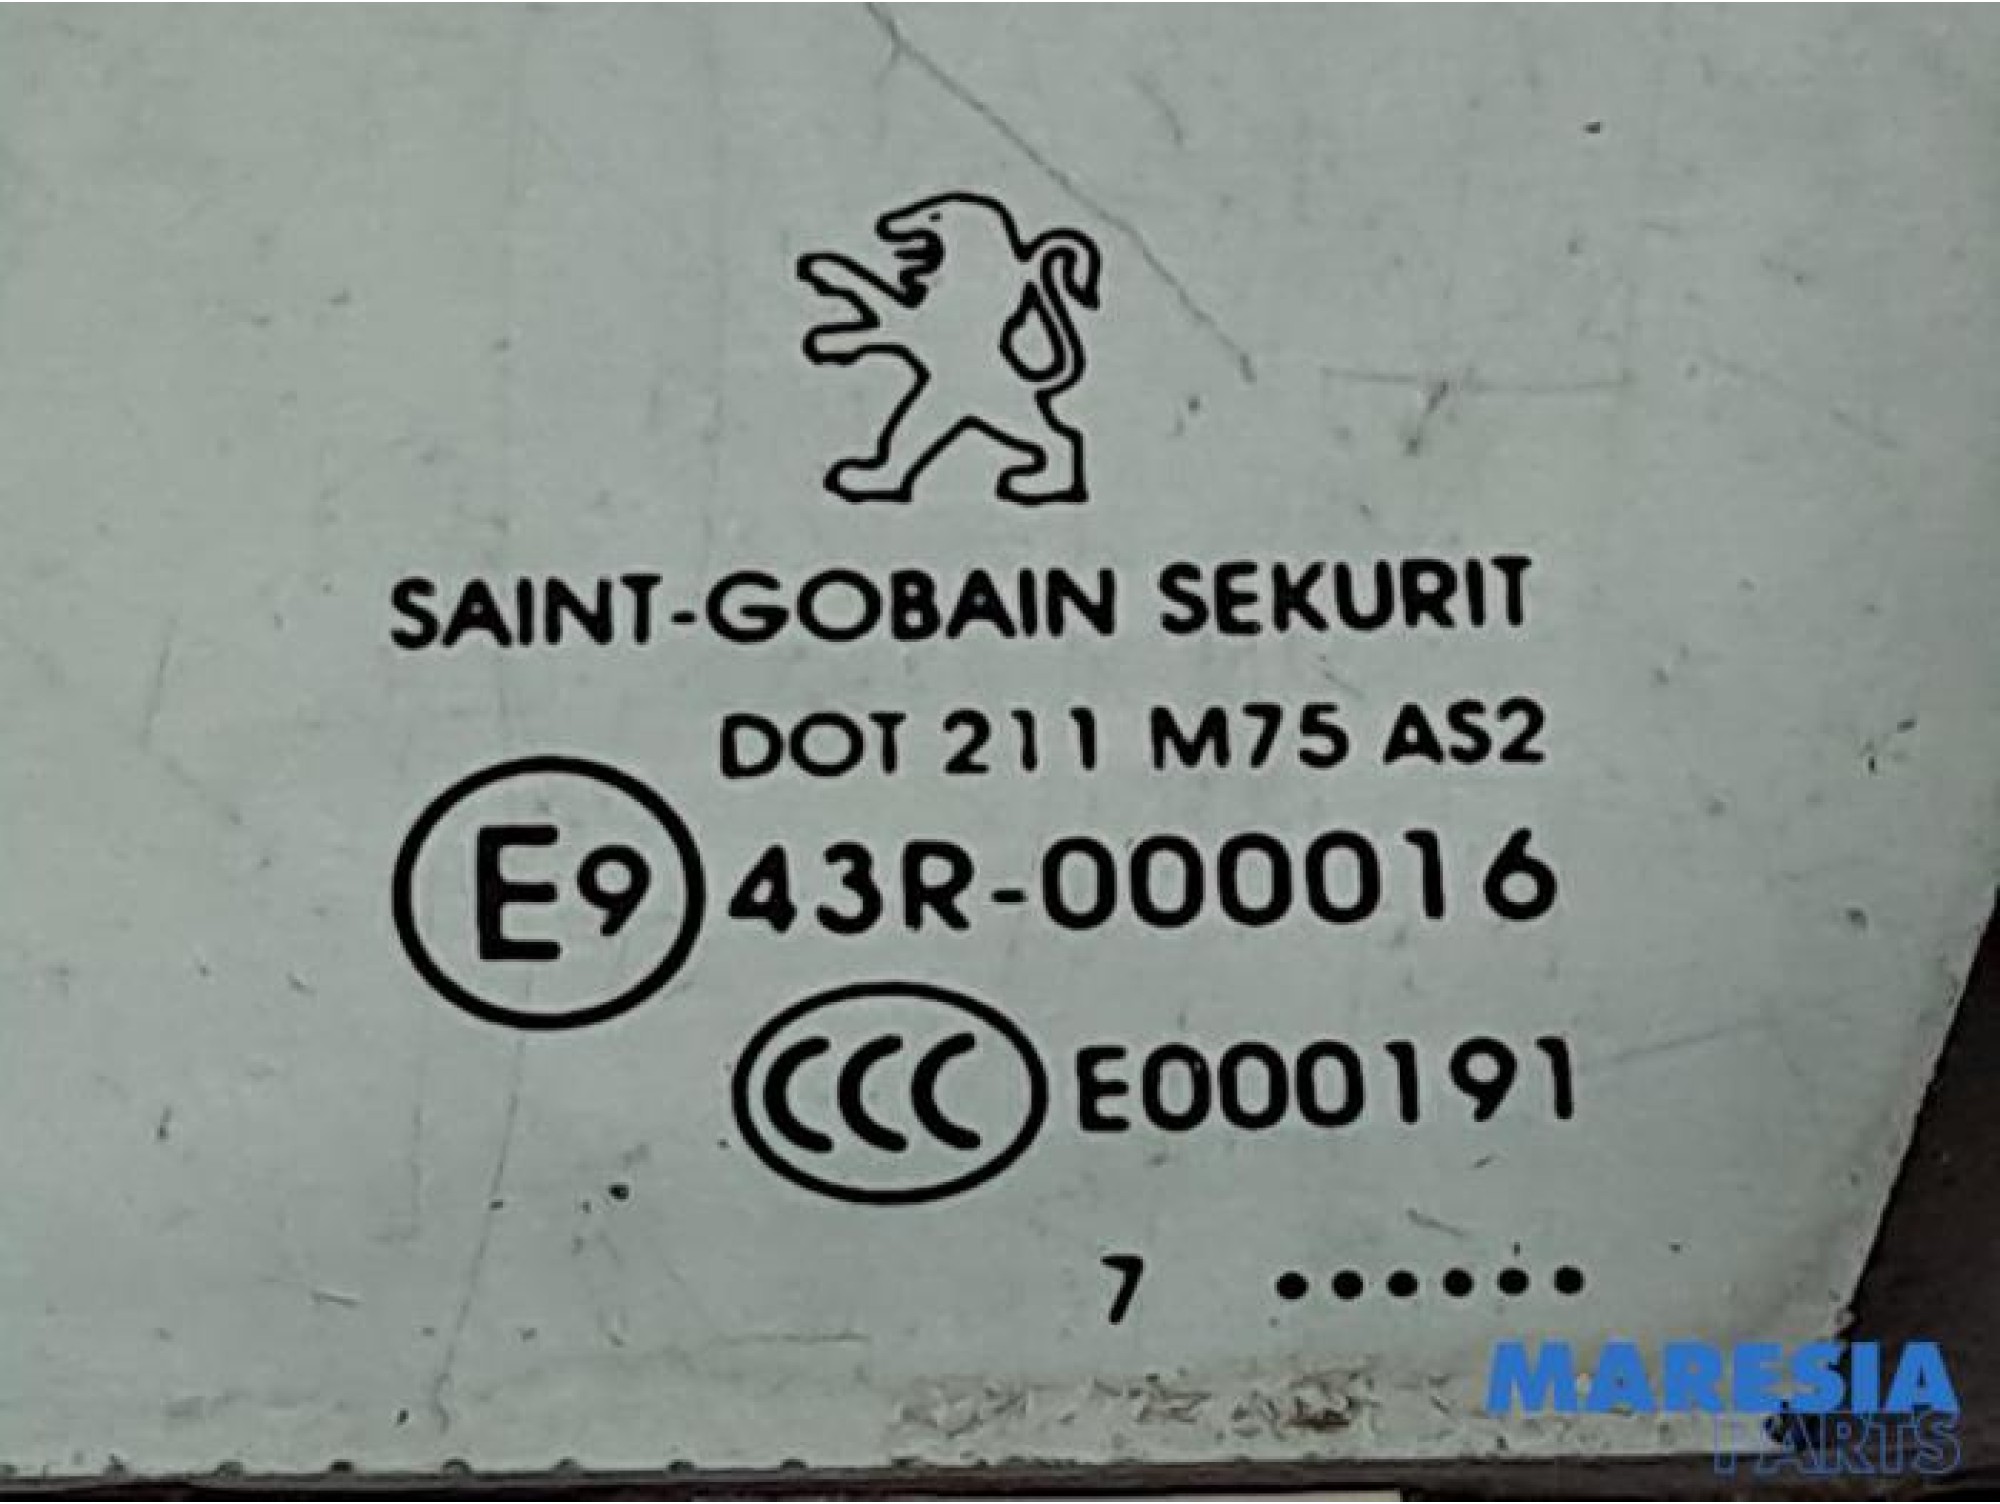 SAINT-GOBAIN SEKURIT
DOT 211 M75 AS2
E9 43R-000016
CCC E000191
7 ••••••
MARESIA
PARTS